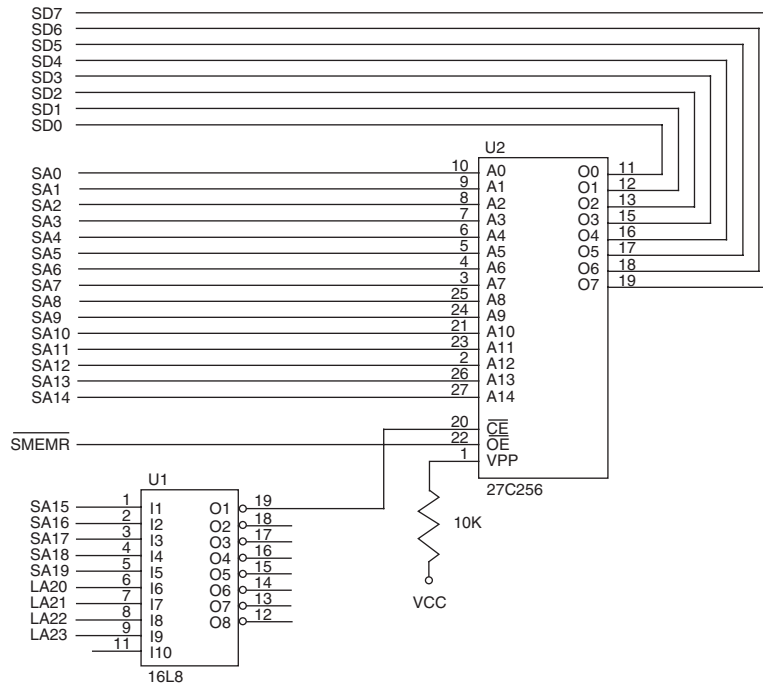 SD7
SD6
SD5
SD4
SD3
SD2
SD1
SD0
U2
SA0 10 A0 O0 11
SA1 9 A1 O1 12
SA2 8 A2 O2 13
SA3 7 A3 O3 15
SA4 6 A4 O4 16
SA5 5 A5 O5 17
SA6 4 A6 O6 18
SA7 3 A7 O7 19
SA8 25 A8
SA9 24 A9
SA10 21 A10
SA11 23 A11
SA12 2 A12
SA13 26 A13
SA14 27 A14
20 C̅E̅
S̅M̅E̅M̅R̅ 22 O̅E̅
1 VPP
27C256
10K
VCC
U1
SA15 1 I1 O1 19
SA16 2 I2 O2 18
SA17 3 I3 O3 17
SA18 4 I4 O4 16
SA19 5 I5 O5 15
LA20 6 I6 O6 14
LA21 7 I7 O7 13
LA22 8 I8 O8 12
LA23 9 I9
11 I10
16L8